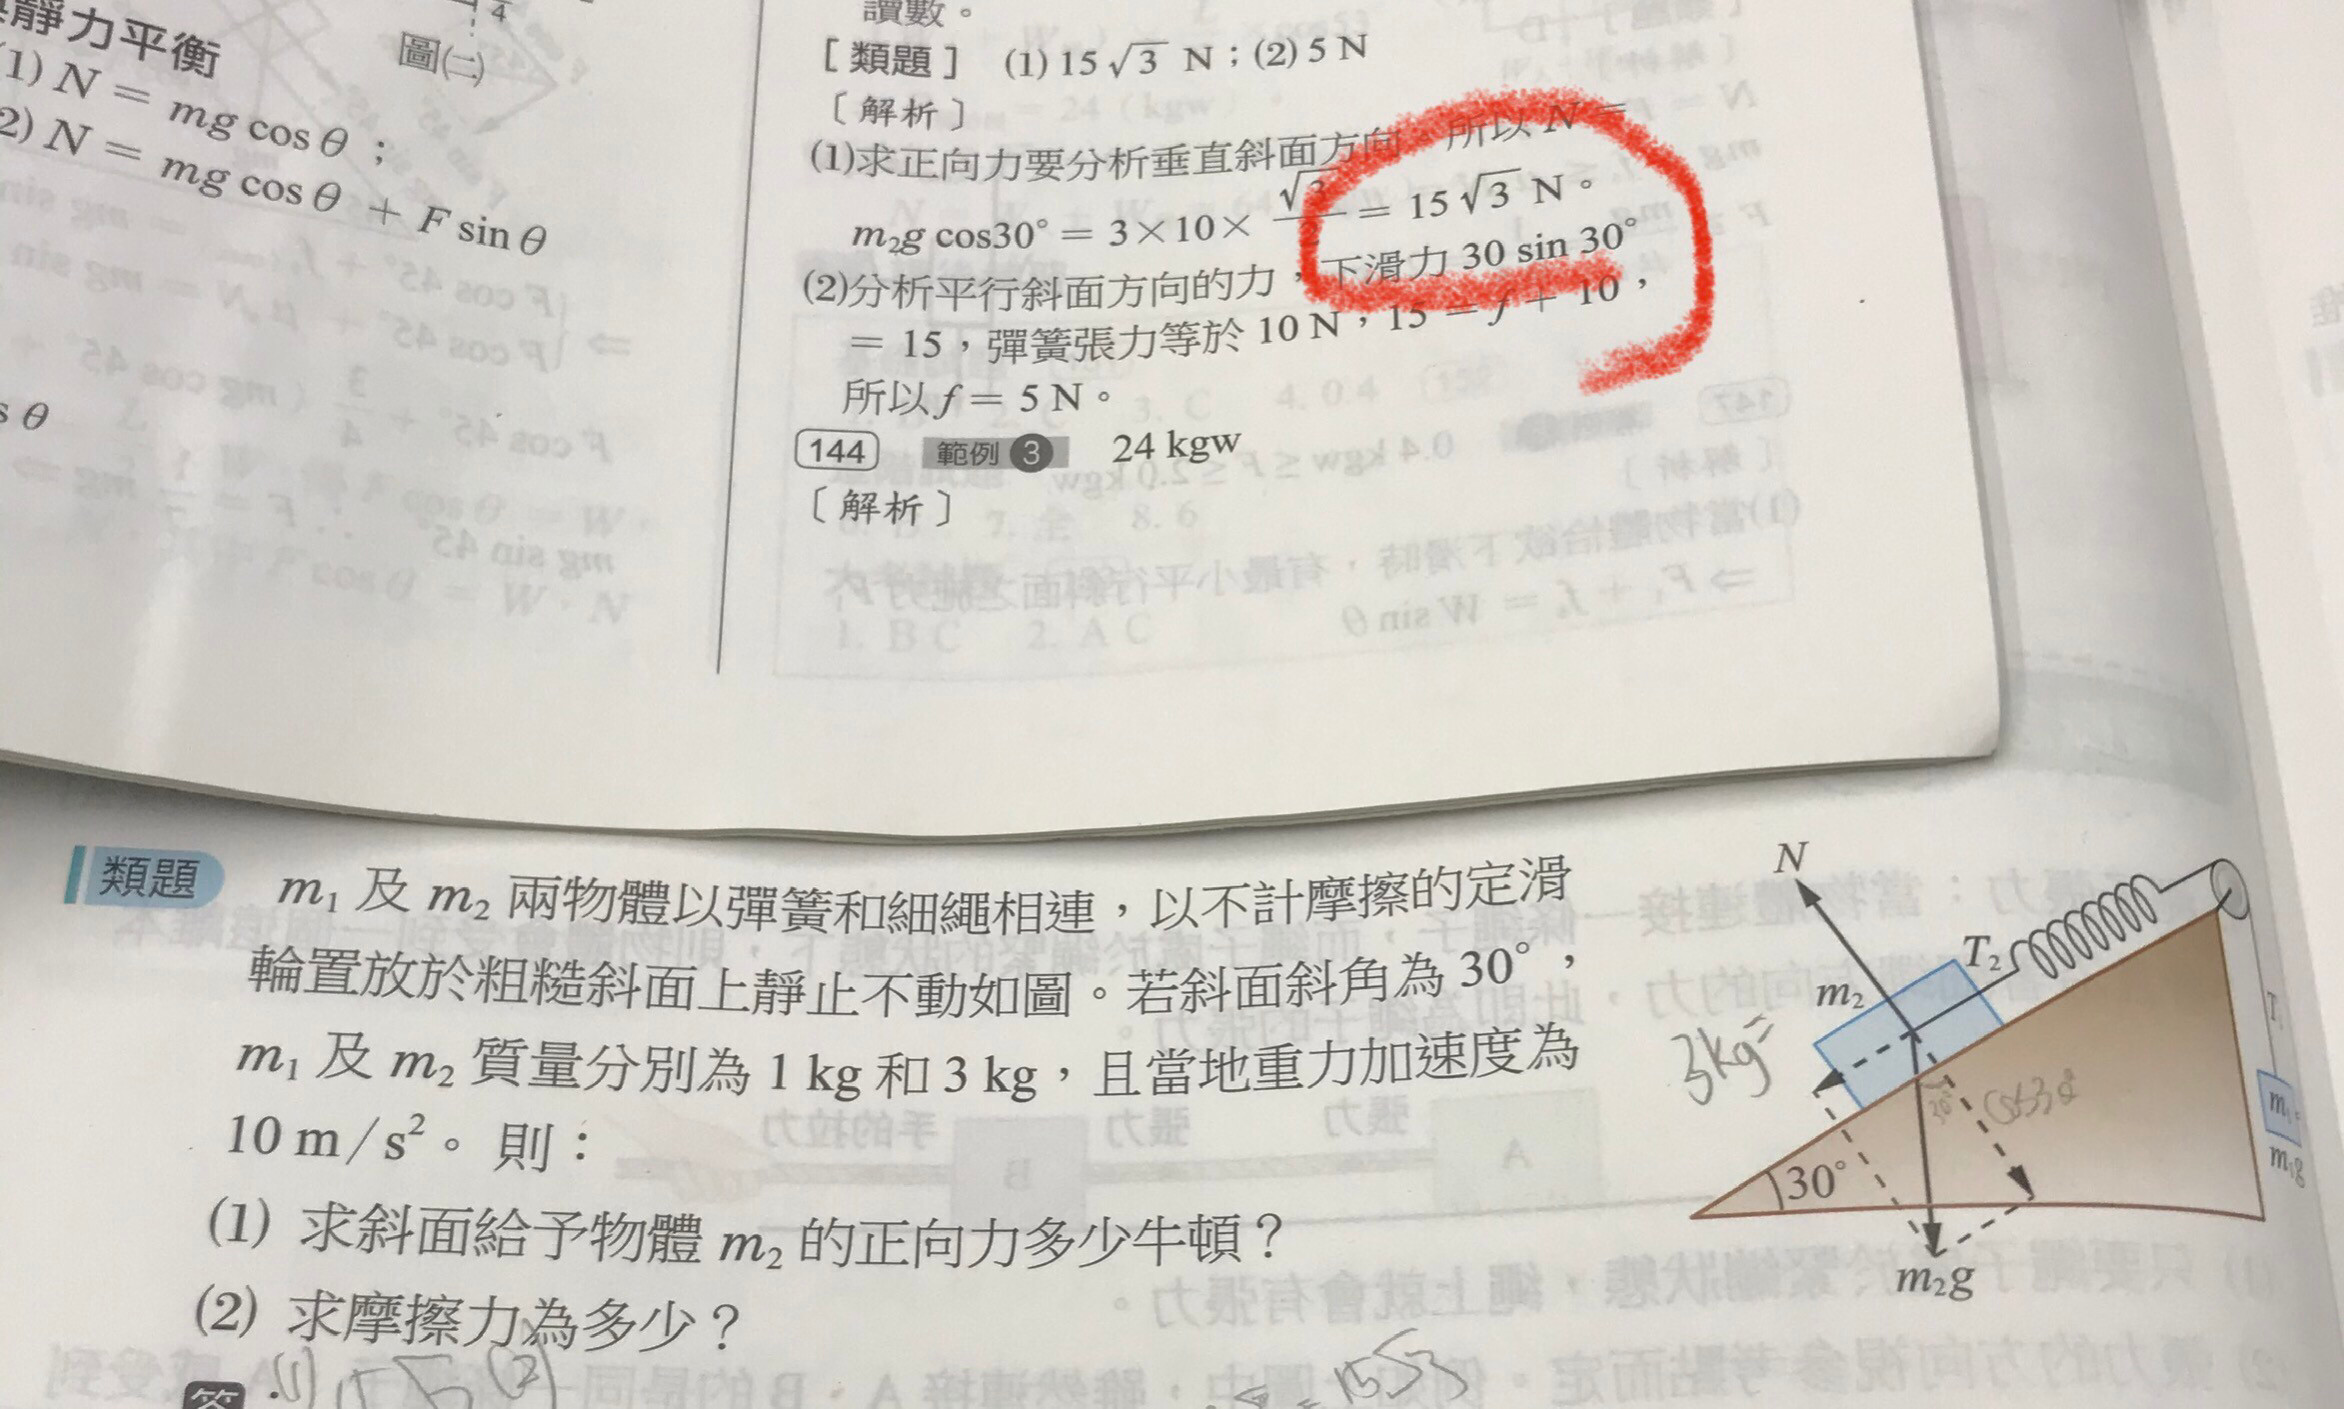 靜力平衡
(1) N = mg cos θ ;
2) N = mg cos θ + F sin θ
s θ
4
圖(二)
讀數。
[ 類題 ] (1) 15 √3 N ; (2) 5 N
〔 解析 〕
(1)求正向力要分析垂直斜面方向,所以 N =
m₂g cos30° = 3×10× = 15 √3 N。
(2)分析平行斜面方向的力,下滑力 30 sin 30°
= 15,彈簧張力等於 10 N,15 = f + 10,
所以 f = 5 N。
144 範例 3 24 kgw
〔 解析 〕
類題 m₁ 及 m₂ 兩物體以彈簧和細繩相連,以不計摩擦的定滑
輪置放於粗糙斜面上靜止不動如圖。若斜面斜角為 30°,
m₁ 及 m₂ 質量分別為 1 kg 和 3 kg,且當地重力加速度為
10 m/s²。則:
(1) 求斜面給予物體 m₂ 的正向力多少牛頓?
(2) 求摩擦力為多少?
答
N
T₂
m₂
3kg
30°
30°
m₂g
T
m₁
m₁g
(1)
(2)